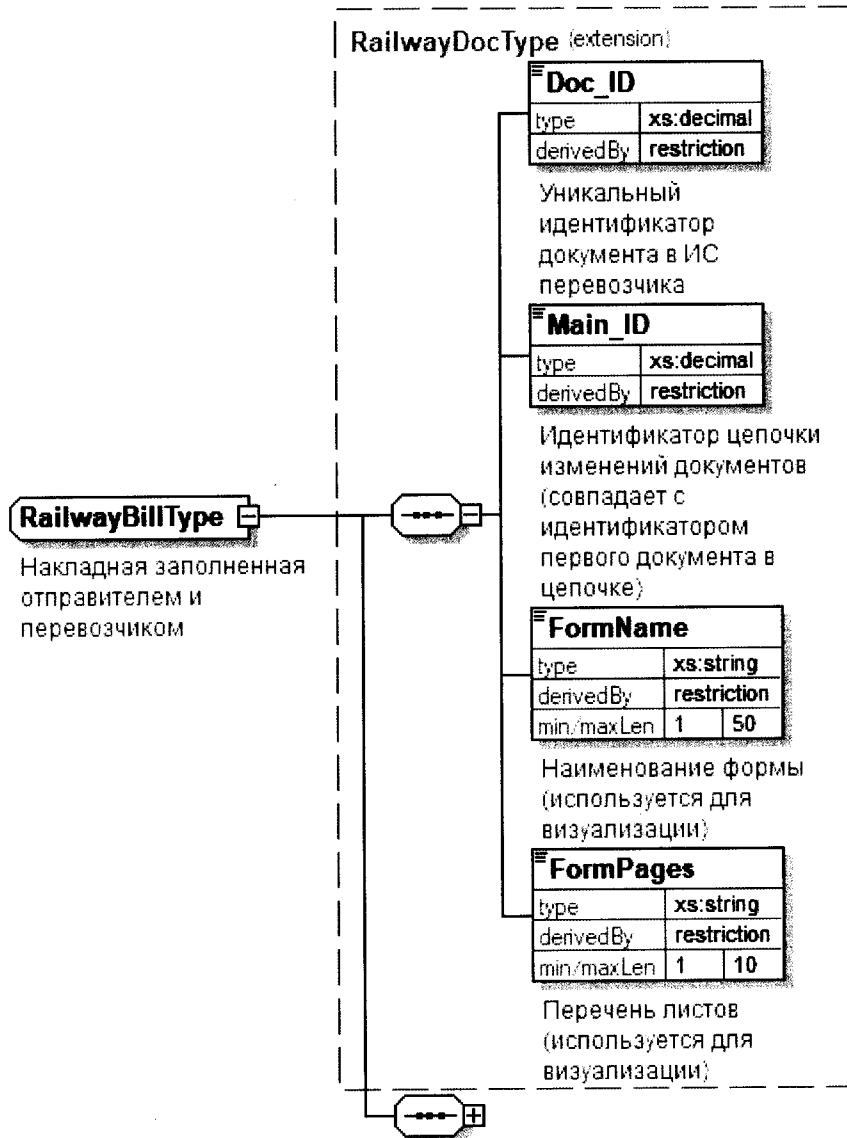 RailwayDocType (extension)
Doc_ID
type xs:decimal
derivedBy restriction
Уникальный
идентификатор
документа в ИС
перевозчика
Main_ID
type xs:decimal
derivedBy restriction
Идентификатор цепочки
изменений документов
(совпадает с
идентификатором
первого документа в
цепочке)
RailwayBillType
Накладная заполненная
отправителем и
перевозчиком
FormName
type xs:string
derivedBy restriction
min/maxLen 1 50
Наименование формы
(используется для
визуализации)
FormPages
type xs:string
derivedBy restriction
min/maxLen 1 10
Перечень листов
(используется для
визуализации)